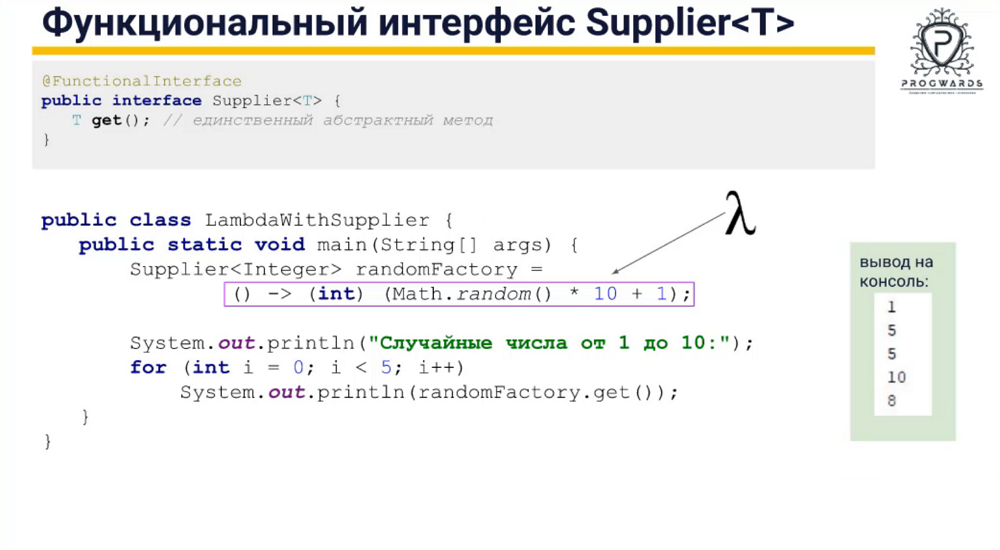 Функциональный интерфейс Supplier<T>
PROGWARDS
@FunctionalInterface
public interface Supplier<T> {
T get(); // единственный абстрактный метод
}
λ
public class LambdaWithSupplier {
public static void main(String[] args) {
Supplier<Integer> randomFactory =
() -> (int) (Math.random() * 10 + 1);
System.out.println("Случайные числа от 1 до 10:");
for (int i = 0; i < 5; i++)
System.out.println(randomFactory.get());
}
}
вывод на
консоль:
1
5
5
10
8